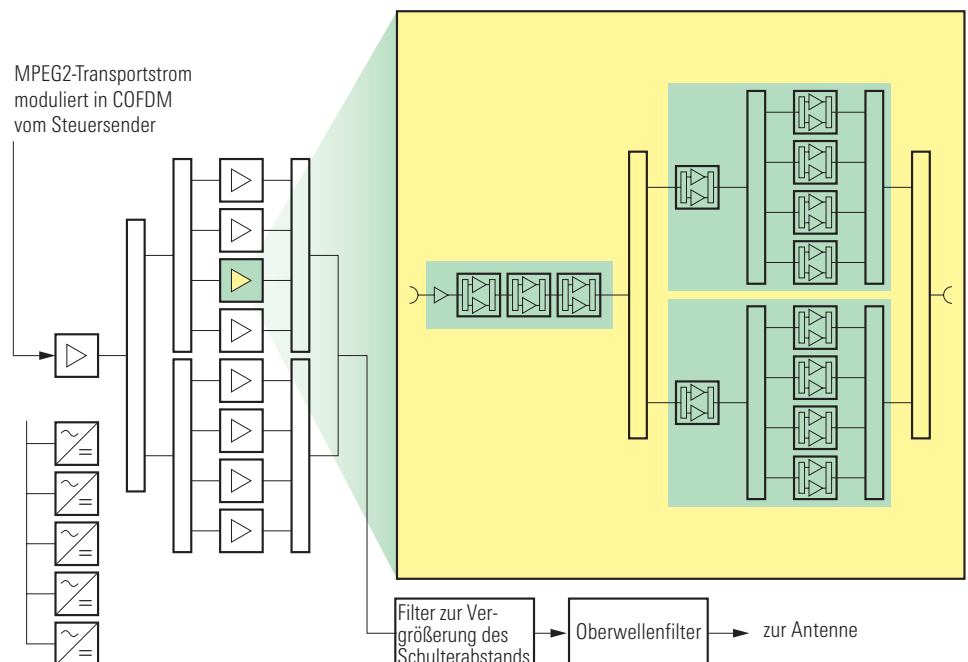 MPEG2-Transportstrom
moduliert in COFDM
vom Steuersender
Filter zur Ver-
größerung des
Schulterabstands
Oberwellenfilter
zur Antenne